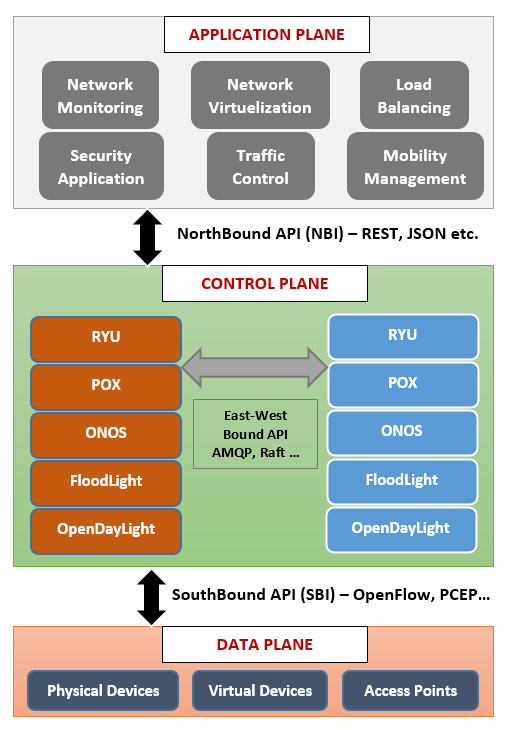 APPLICATION PLANE
Network
Monitoring
Network
Virtuelization
Load
Balancing
Security
Application
Traffic
Control
Mobility
Management
NorthBound API (NBI) – REST, JSON etc.
CONTROL PLANE
RYU
POX
ONOS
FloodLight
OpenDayLight
East-West
Bound API
AMQP, Raft ...
RYU
POX
ONOS
FloodLight
OpenDayLight
SouthBound API (SBI) – OpenFlow, PCEP...
DATA PLANE
Physical Devices
Virtual Devices
Access Points